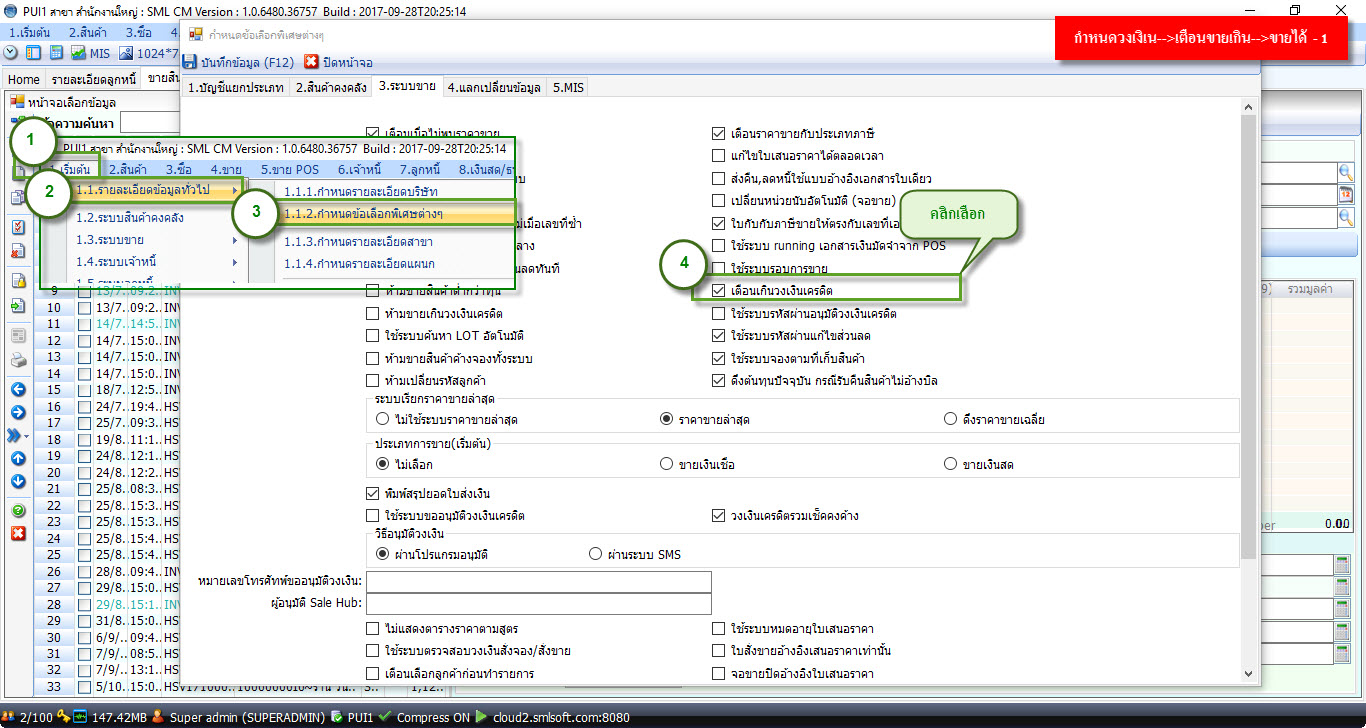 PUI1 สาขา สำนักงานใหญ่ : SML CM Version : 1.0.6480.36757 Build : 2017-09-28T20:25:14
1.เริ่มต้น 2.สินค้า 3.ซื้อ 4
กำหนดข้อเลือกพิเศษต่างๆ
กำหนดวงเงิน-->เตือนขายเกิน-->ขายได้ - 1
MIS 1024*7
บันทึกข้อมูล (F12) ปิดหน้าจอ
Home รายละเอียดลูกหนี้ ขายสิน
1.บัญชีแยกประเภท 2.สินค้าคงคลัง 3.ระบบขาย 4.แลกเปลี่ยนข้อมูล 5.MIS
หน้าจอเลือกข้อมูล
ข้อความค้นหา
เตือนเมื่อไม่พบราคาขาย เตือนราคาขายกับประเภทภาษี
1
PUI1 สาขา สำนักงานใหญ่ : SML CM Version : 1.0.6480.36757 Build : 2017-09-28T20:25:14
แก้ไขใบเสนอราคาได้ตลอดเวลา
1.เริ่มต้น 2.สินค้า 3.ซื้อ 4.ขาย 5.ขาย POS 6.เจ้าหนี้ 7.ลูกหนี้ 8.เงินสด/ธ
ส่งคืน,ลดหนี้ใช้แบบอ้างอิงเอกสารใบเดียว
2
1.1.รายละเอียดข้อมูลทั่วไป 1.1.1.กำหนดรายละเอียดบริษัท
เปลี่ยนหน่วยนับอัตโนมัติ (จอขาย)
3
1.2.ระบบสินค้าคงคลัง 1.1.2.กำหนดข้อเลือกพิเศษต่างๆ
คลิกเลือก
ม่เมื่อเลขที่ซ้ำ ใบกับกับภาษีขายให้ตรงกับเลขที่เอ
1.3.ระบบขาย 1.1.3.กำหนดรายละเอียดสาขา
ลาง ใช้ระบบ running เอกสารเงินมัดจำจาก POS
1.4.ระบบเจ้าหนี้ 1.1.4.กำหนดรายละเอียดแผนก
นลดทันที ใช้ระบบรอบการขาย
4
1.5.ระบบลูกหนี้
9 13/7..09:2.. INV
ห้ามขายสินค้าต่ำกว่าทุน เตือนเกินวงเงินเครดิต
9) รวมมูลค่า
10 13/7..09:2.. INV
ห้ามขายเกินวงเงินเครดิต ใช้ระบบรหัสผ่านอนุมัติวงเงินเครดิต
11 14/7..14:5.. INV
ใช้ระบบค้นหา LOT อัตโนมัติ ใช้ระบบรหัสผ่านแก้ไขส่วนลด
12 14/7..15:0.. INV
13 14/7..15:0.. INV
ห้ามขายสินค้าค้างจองทั้งระบบ ใช้ระบบจองตามที่เก็บสินค้า
14 14/7..15:0.. INV
ห้ามเปลี่ยนรหัสลูกค้า ดึงต้นทุนปัจจุบัน กรณีรับคืนสินค้าไม่อ้างบิล
15 18/7..12:5.. INV
ระบบเรียกราคาขายล่าสุด
16 24/7..19:4.. HS
ไม่ใช้ระบบราคาขายล่าสุด ราคาขายล่าสุด ดึงราคาขายเฉลี่ย
17 25/7..09:3.. HS
18 19/8..11:1.. HS
ประเภทการขาย(เริ่มต้น)
19 24/8..12:1.. HS
ไม่เลือก ขายเงินเชื่อ ขายเงินสด
20 24/8..12:2.. HS
21 25/8..08:3.. HS
พิมพ์สรุปยอดใบส่งเงิน
22 25/8..15:3.. HS
ใช้ระบบขออนุมัติวงเงินเครดิต วงเงินเครดิตรวมเช็คคงค้าง
23 25/8..15:3.. HS
ber 0.00
วิธีอนุมัติวงเงิน
24 25/8..15:4.. HS
ผ่านโปรแกรมอนุมัติ ผ่านระบบ SMS
25 25/8..15:4.. HS
26 28/8..09:4.. INV
หมายเลขโทรศัทพ์ขออนุมัติวงเงิน:
27 29/8..15:0.. HS
ผู้อนุมัติ Sale Hub:
28 29/8..15:1.. INV
29 31/8..15:0.. HS
ไม่แสดงตารางราคาตามสูตร ใช้ระบบหมดอายุใบเสนอราคา
30 6/9/..09:4.. HS
ใช้ระบบตรวจสอบวงเงินสั่งจอง/สั่งขาย ใบสั่งขายอ้างอิงเสนอราคาเท่านั้น
31 7/9/..08:5.. HS
32 7/9/..13:1.. HS
เตือนเลือกลูกค้าก่อนทำรายการ จอขายปิดอ้างอิงใบเสนอราคา
33 5/10..15:0..
2/100 147.42MB Super admin (SUPERADMIN) PUI1 Compress ON cloud2.smlsoft.com:8080